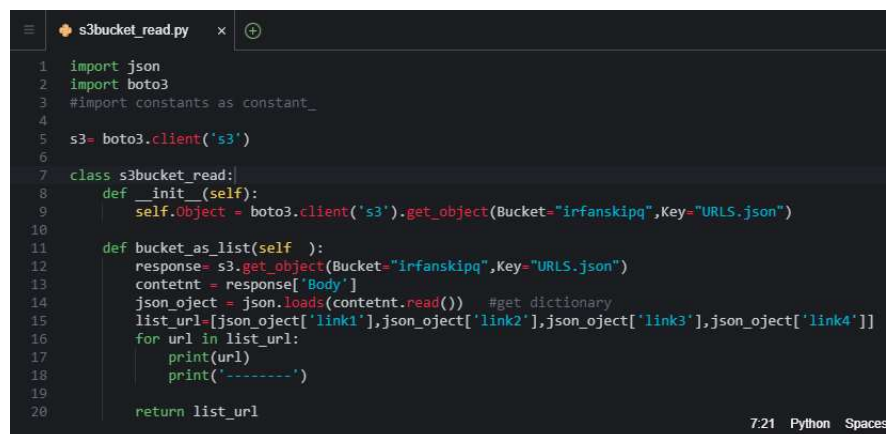 s3bucket_read.py ×
1 import json
2 import boto3
3 #import constants as constant_
4
5 s3= boto3.client('s3')
6
7 class s3bucket_read:
8     def __init__(self):
9         self.Object = boto3.client('s3').get_object(Bucket="irfanskipq",Key="URLS.json")
10
11     def bucket_as_list(self  ):
12         response= s3.get_object(Bucket="irfanskipq",Key="URLS.json")
13         contetnt = response['Body']
14         json_oject = json.loads(contetnt.read())   #get dictionary
15         list_url=[json_oject['link1'],json_oject['link2'],json_oject['link3'],json_oject['link4']]
16         for url in list_url:
17             print(url)
18             print('--------')
19
20         return list_url
7:21 Python Spaces